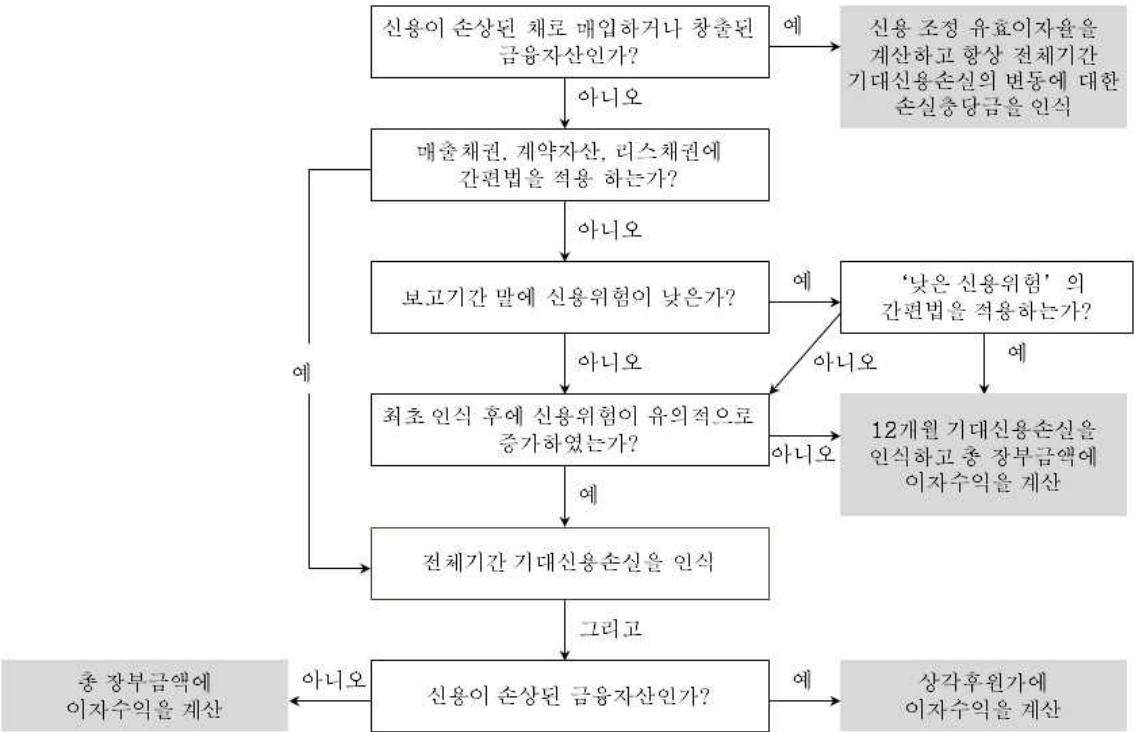 신용이 손상된 채로 매입하거나 창출된
금융자산인가?
예
신용 조정 유효이자율을
계산하고 항상 전체기간
기대신용손실의 변동에 대한
손실충당금을 인식
아니오
매출채권, 계약자산, 리스채권에
간편법을 적용 하는가?
아니오
보고기간 말에 신용위험이 낮은가?
예
‘낮은 신용위험’ 의
간편법을 적용하는가?
예
아니오
아니오
예
최초 인식 후에 신용위험이 유의적으로
증가하였는가?
아니오
12개월 기대신용손실을
인식하고 총 장부금액에
이자수익을 계산
예
전체기간 기대신용손실을 인식
그리고
총 장부금액에
이자수익을 계산
아니오
신용이 손상된 금융자산인가?
예
상각후원가에
이자수익을 계산